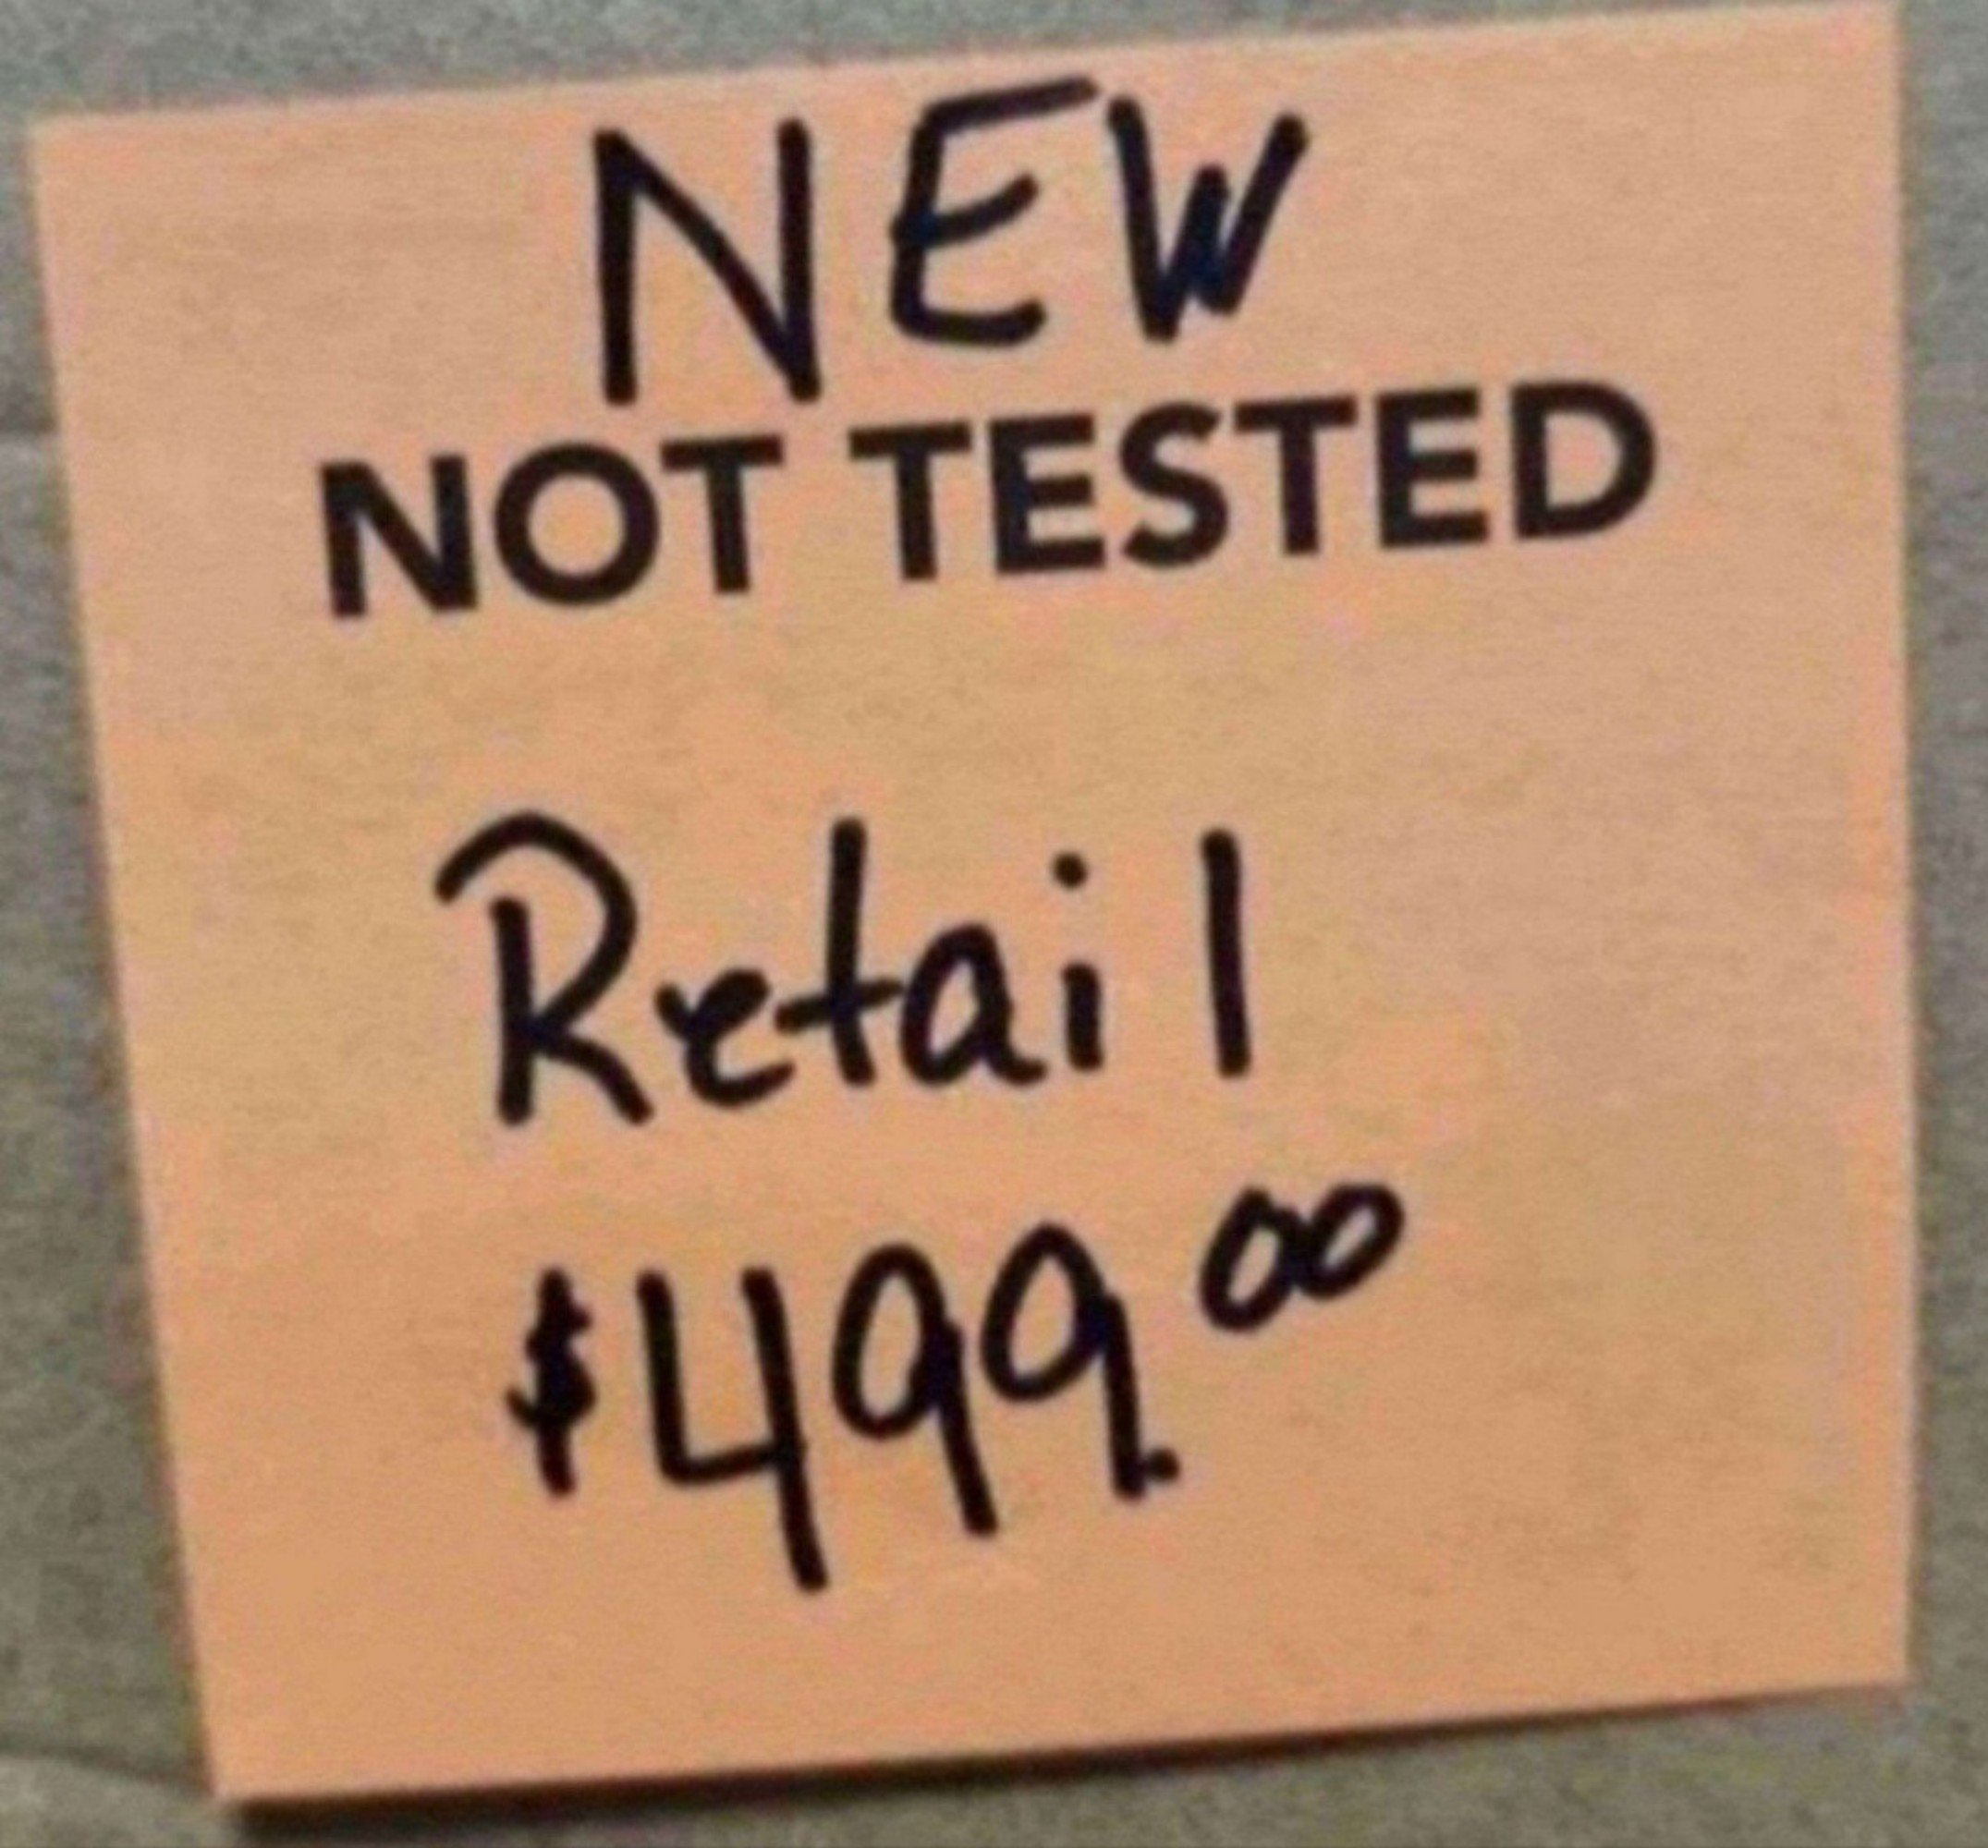 NEW
NOT TESTED
Retail
$499.00